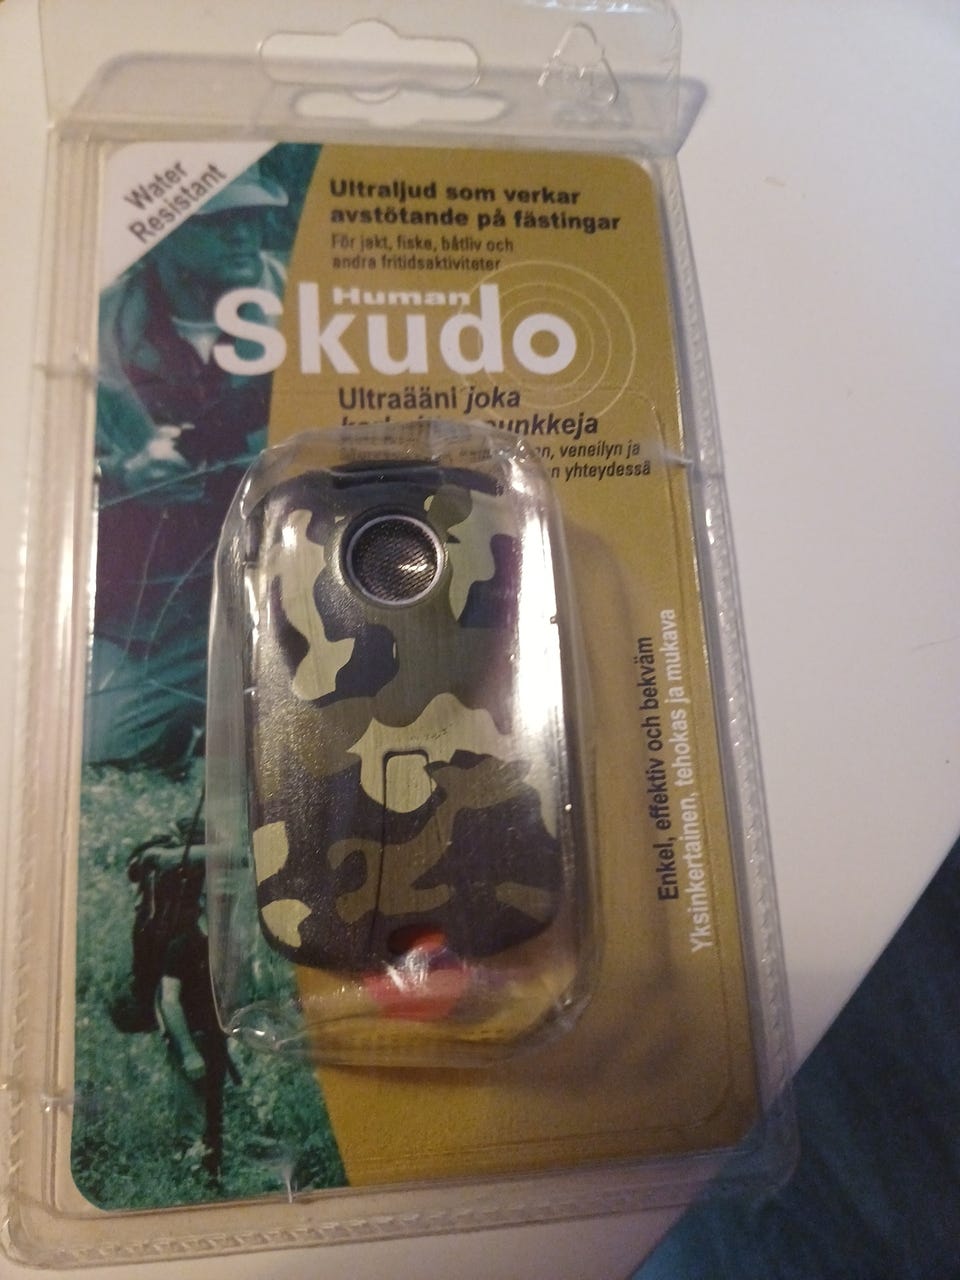 Water
Resistant
Ultraljud som verkar
avstötande på fästingar
För jakt, fiske, båtliv och
andra fritidsaktiviteter
Human
Skudo
Ultraääni joka
veneilyn ja
yhteydessä
Enkel, effektiv och bekväm
Yksinkertainen, tehokas ja mukava